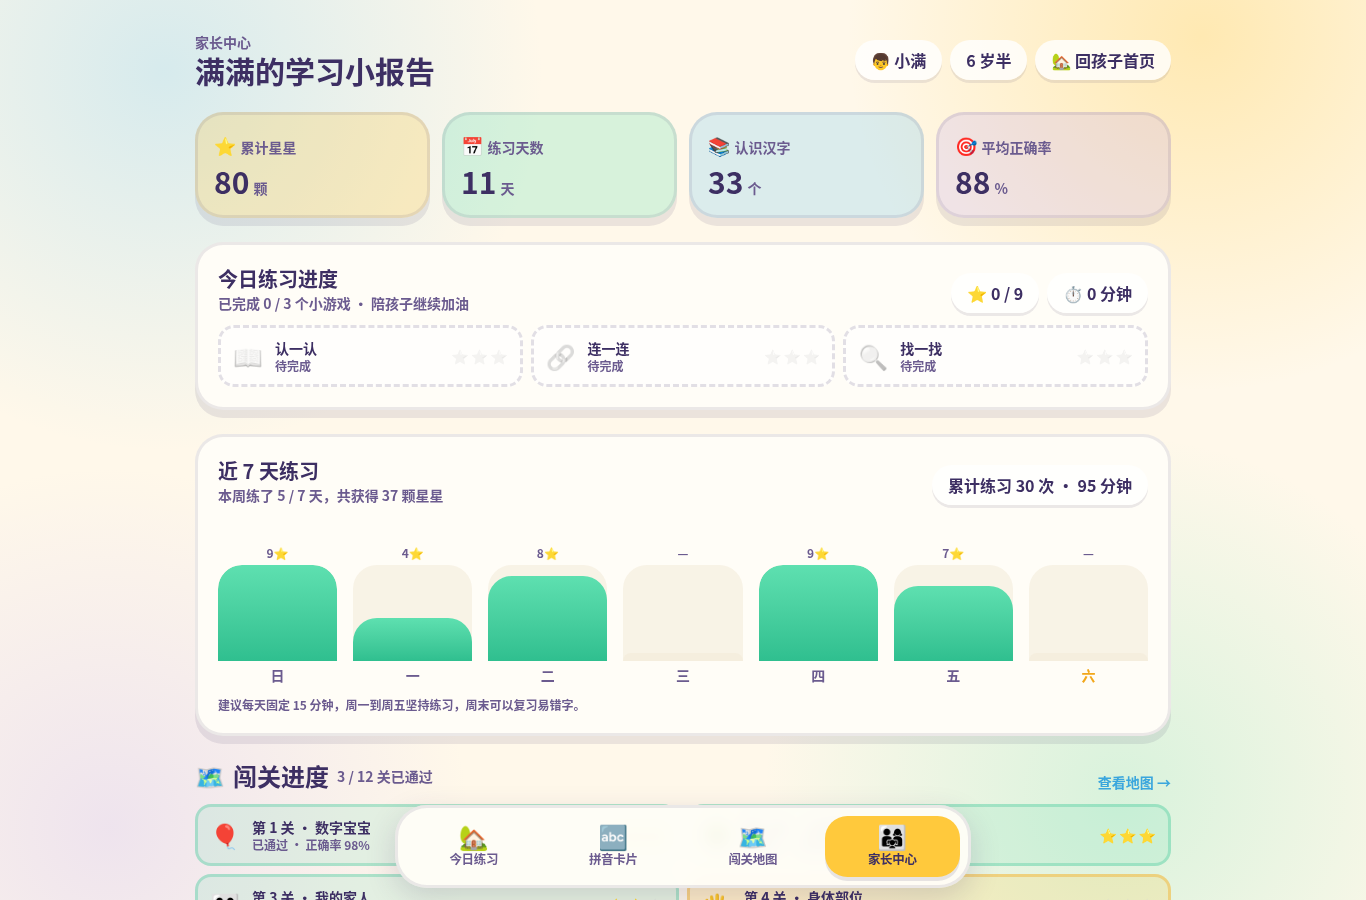 家长中心
满满的学习小报告
小满
6 岁半
回孩子首页
累计星星
80 颗
练习天数
11 天
认识汉字
33 个
平均正确率
88 %
今日练习进度
已完成 0 / 3 个小游戏 · 陪孩子继续加油
0 / 9
0 分钟
认一认
待完成
连一连
待完成
找一找
待完成
近 7 天练习
本周练了 5 / 7 天，共获得 37 颗星星
累计练习 30 次 · 95 分钟
9 4 8 — 9 7 —
日 一 二 三 四 五 六
建议每天固定 15 分钟，周一到周五坚持练习，周末可以复习易错字。
闯关进度 3 / 12 关已通过
查看地图 →
第 1 关 · 数字宝宝
已通过 · 正确率 98%
abc
今日练习
拼音卡片
闯关地图
家长中心
第 3 关 · 我的家人
第 4 关 · 身体部位